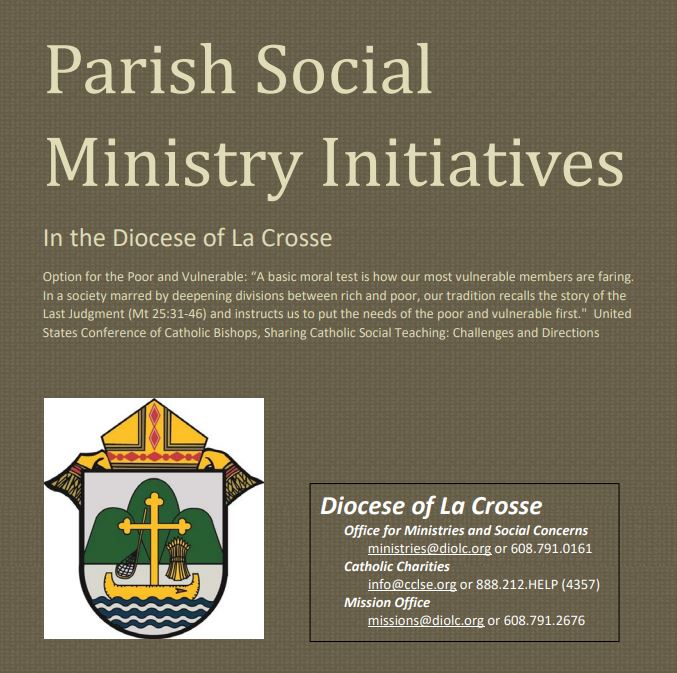 Parish Social
Ministry Initiatives
In the Diocese of La Crosse
Option for the Poor and Vulnerable: “A basic moral test is how our most vulnerable members are faring.
In a society marred by deepening divisions between rich and poor, our tradition recalls the story of the
Last Judgment (Mt 25:31-46) and instructs us to put the needs of the poor and vulnerable first."  United
States Conference of Catholic Bishops, Sharing Catholic Social Teaching: Challenges and Directions
Diocese of La Crosse
Office for Ministries and Social Concerns
ministries@diolc.org or 608.791.0161
Catholic Charities
info@cclse.org or 888.212.HELP (4357)
Mission Office
missions@diolc.org or 608.791.2676